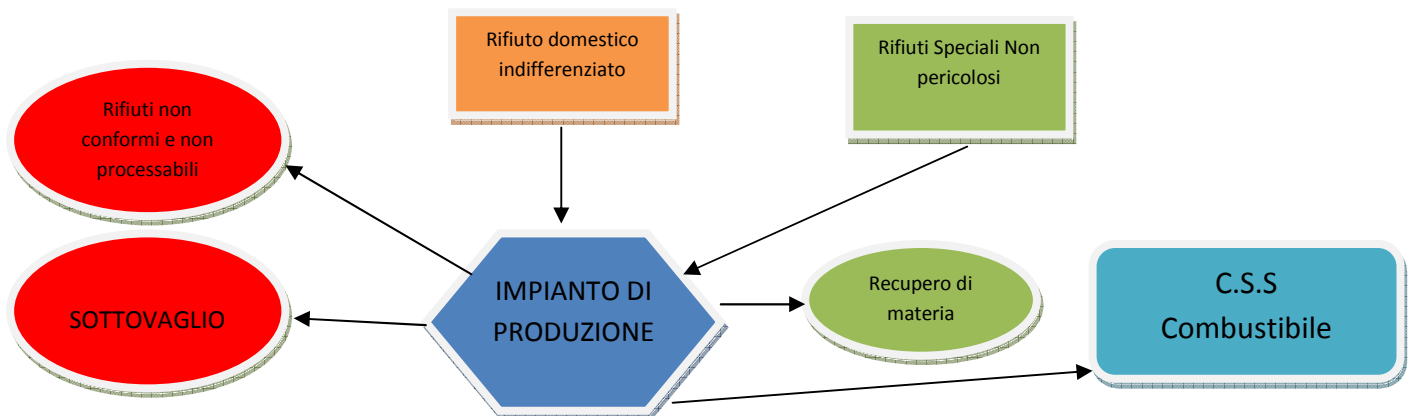 Rifiuto domestico
indifferenziato
Rifiuti Speciali Non
pericolosi
Rifiuti non
conformi e non
processabili
SOTTOVAGLIO
IMPIANTO DI
PRODUZIONE
Recupero di
materia
C.S.S
Combustibile